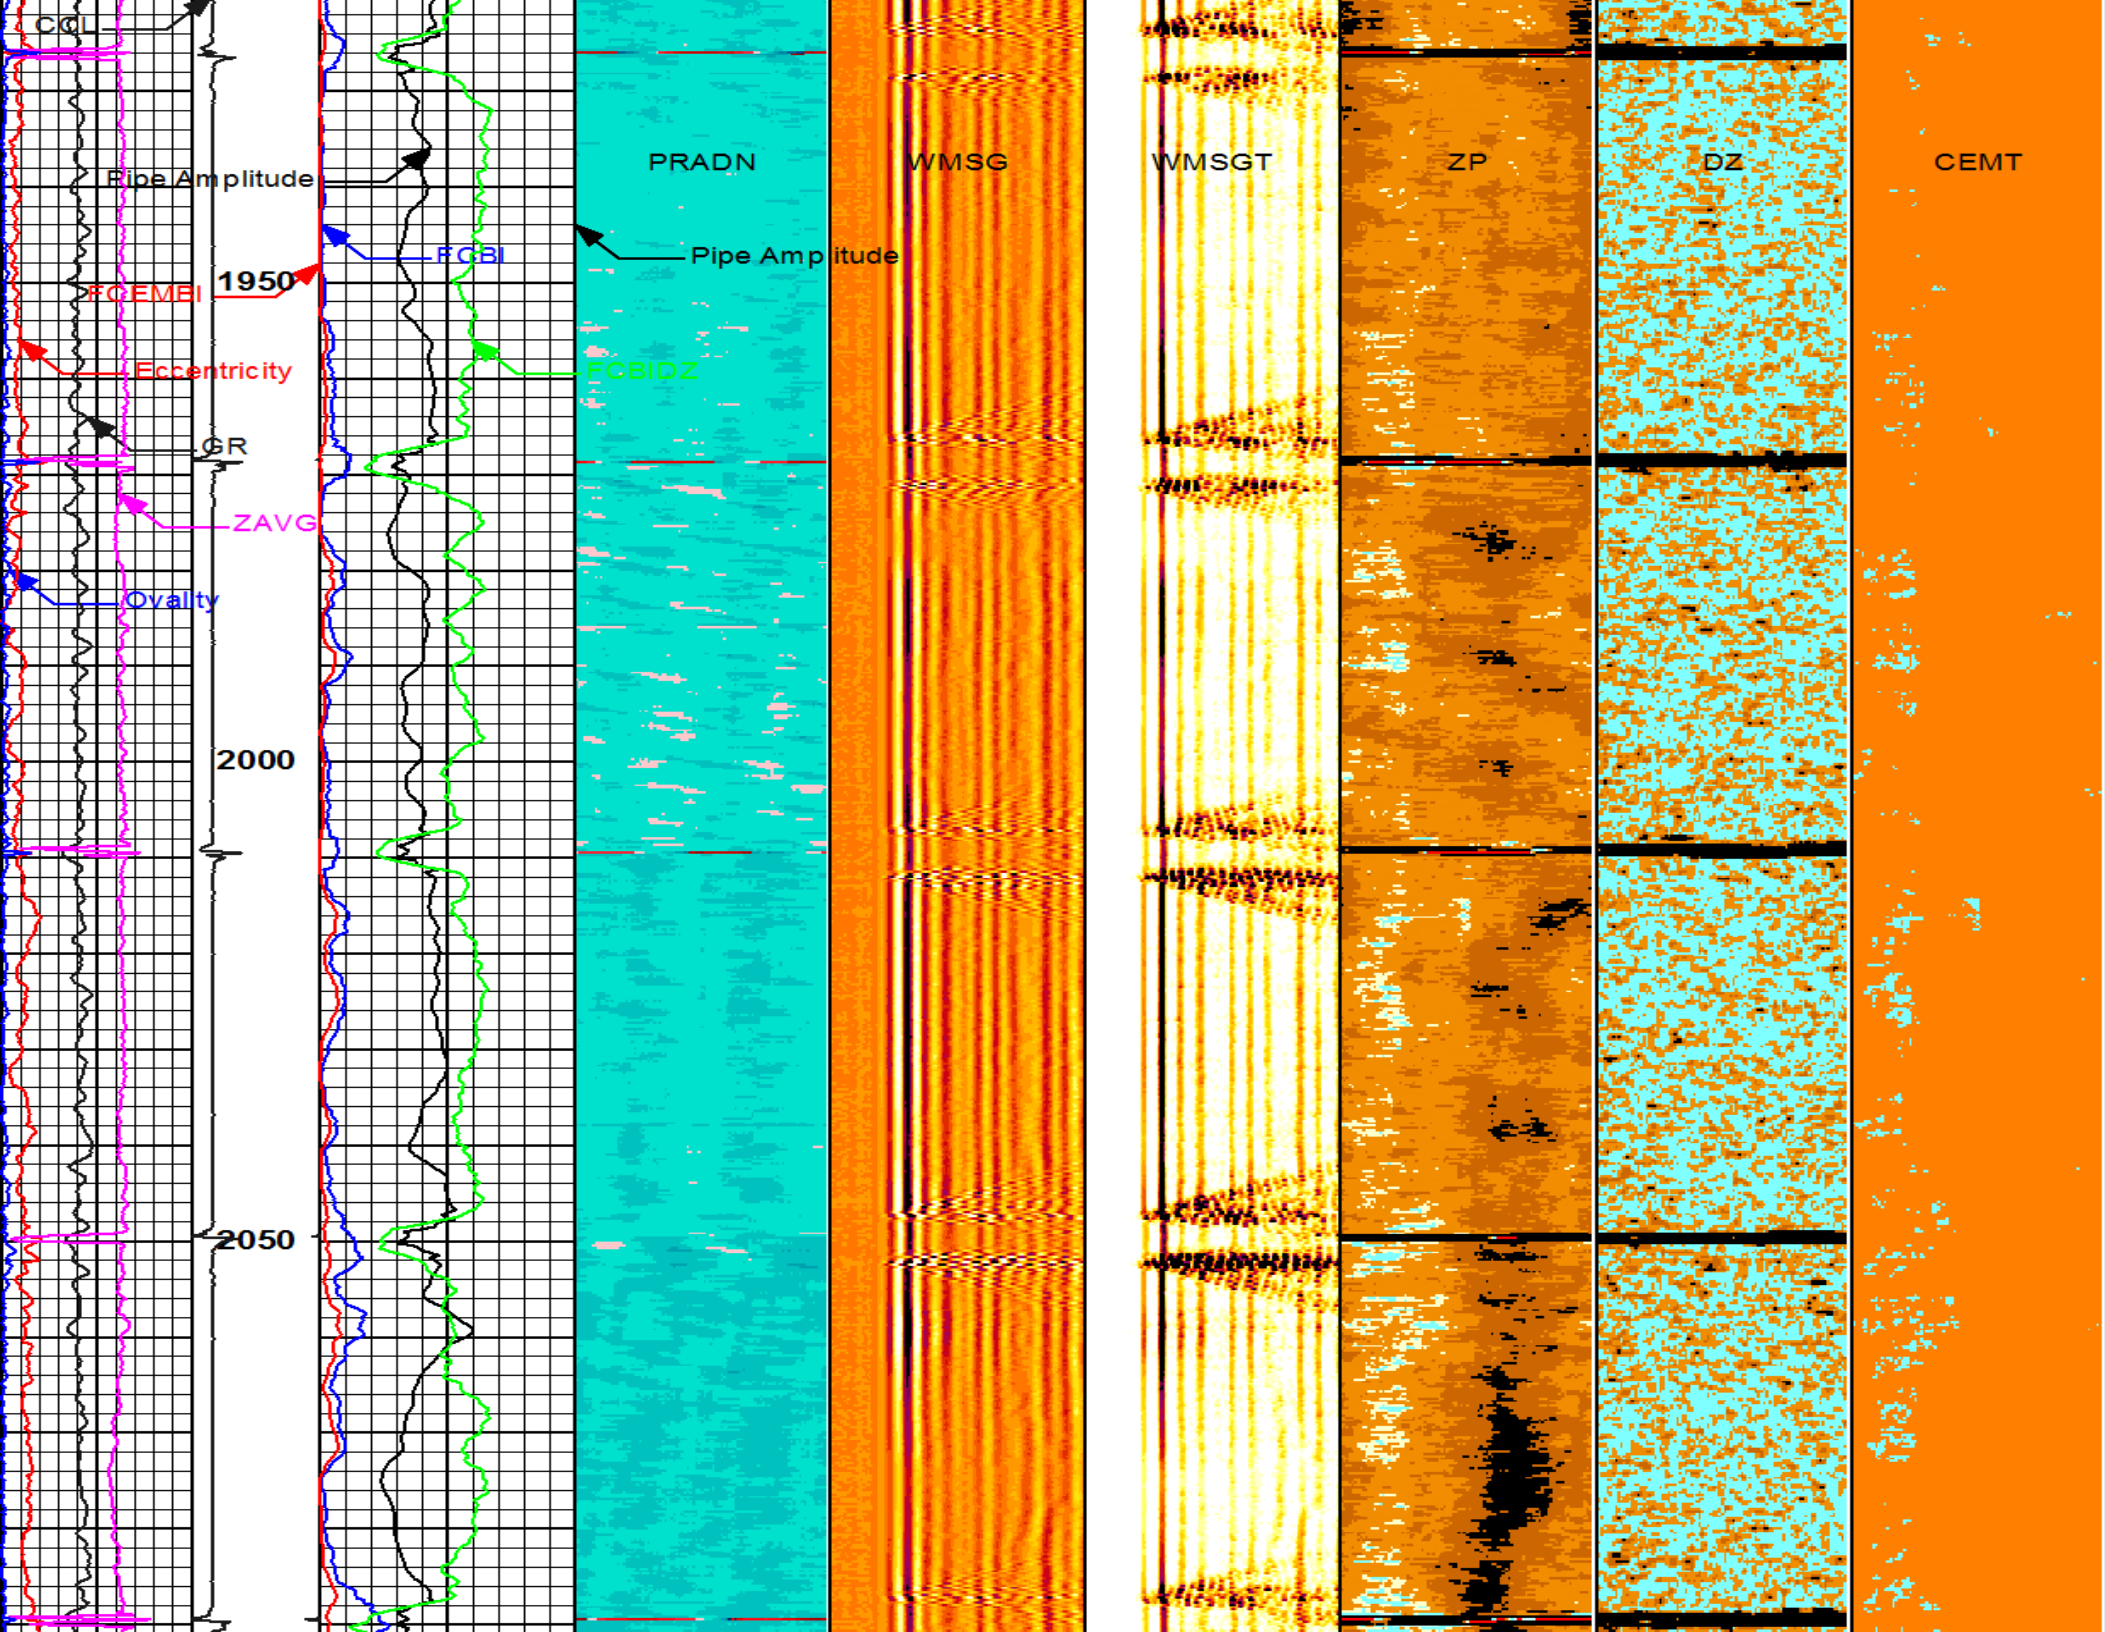 CCL
PRADN WMSG WMSGT ZP DZ CEMT
Pipe Amplitude
FCBI Pipe Amplitude
1950
FCEMBI
Eccentricity FCBIDZ
GR
ZAVG
Ovality
2000
2050